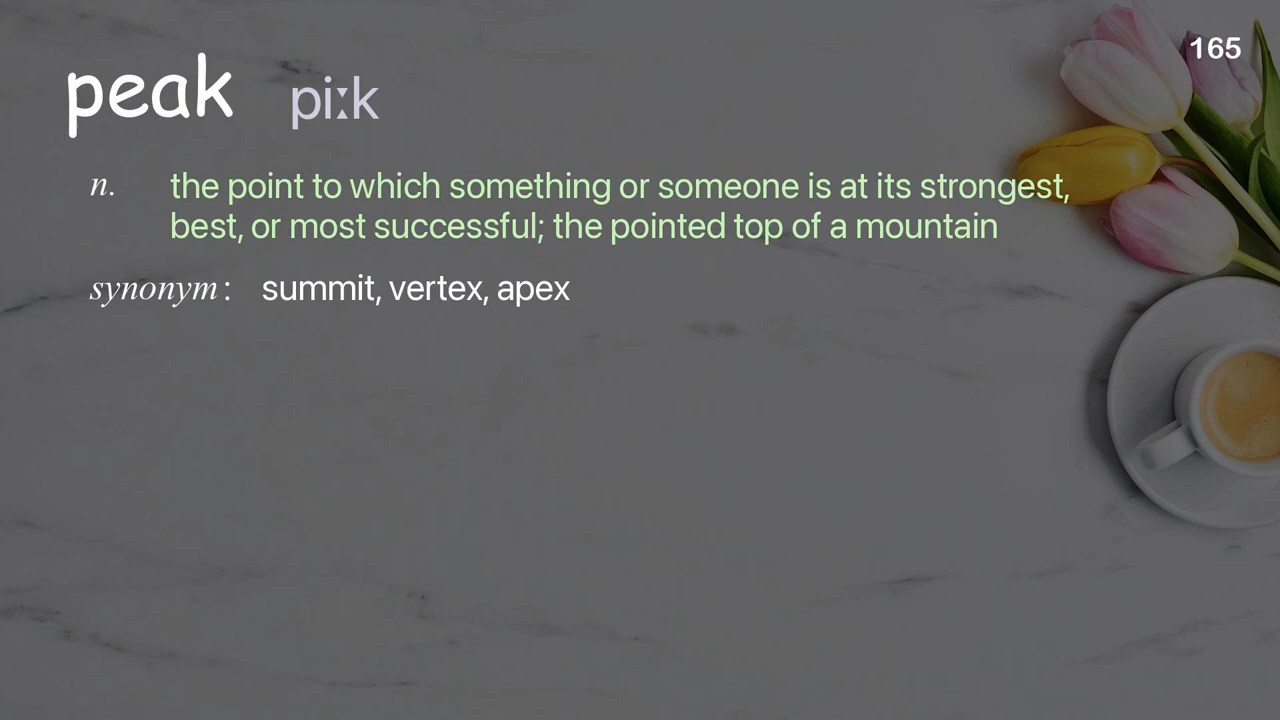 165
peak piːk
n. the point to which something or someone is at its strongest,
best, or most successful; the pointed top of a mountain
synonym: summit, vertex, apex